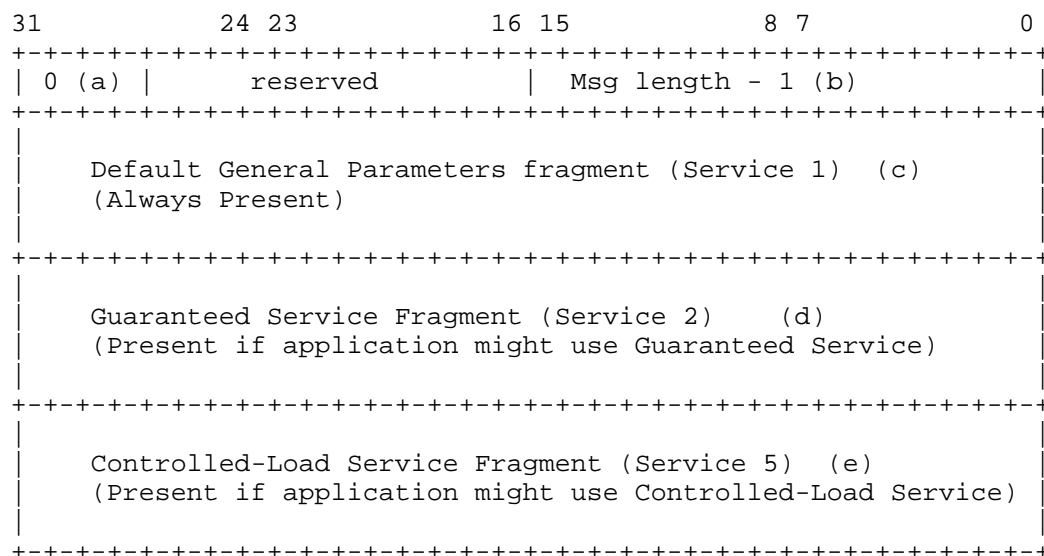 31           24 23           16 15            8 7             0
+-+-+-+-+-+-+-+-+-+-+-+-+-+-+-+-+-+-+-+-+-+-+-+-+-+-+-+-+-+-+-+-+
| 0 (a) |      reserved         |  Msg length - 1 (b)           |
+-+-+-+-+-+-+-+-+-+-+-+-+-+-+-+-+-+-+-+-+-+-+-+-+-+-+-+-+-+-+-+-+
|                                                               |
|    Default General Parameters fragment (Service 1)  (c)       |
|    (Always Present)                                           |
|                                                               |
+-+-+-+-+-+-+-+-+-+-+-+-+-+-+-+-+-+-+-+-+-+-+-+-+-+-+-+-+-+-+-+-+
|                                                               |
|    Guaranteed Service Fragment (Service 2)    (d)             |
|    (Present if application might use Guaranteed Service)      |
|                                                               |
+-+-+-+-+-+-+-+-+-+-+-+-+-+-+-+-+-+-+-+-+-+-+-+-+-+-+-+-+-+-+-+-+
|                                                               |
|    Controlled-Load Service Fragment (Service 5)  (e)          |
|    (Present if application might use Controlled-Load Service) |
|                                                               |
+-+-+-+-+-+-+-+-+-+-+-+-+-+-+-+-+-+-+-+-+-+-+-+-+-+-+-+-+-+-+-+-+